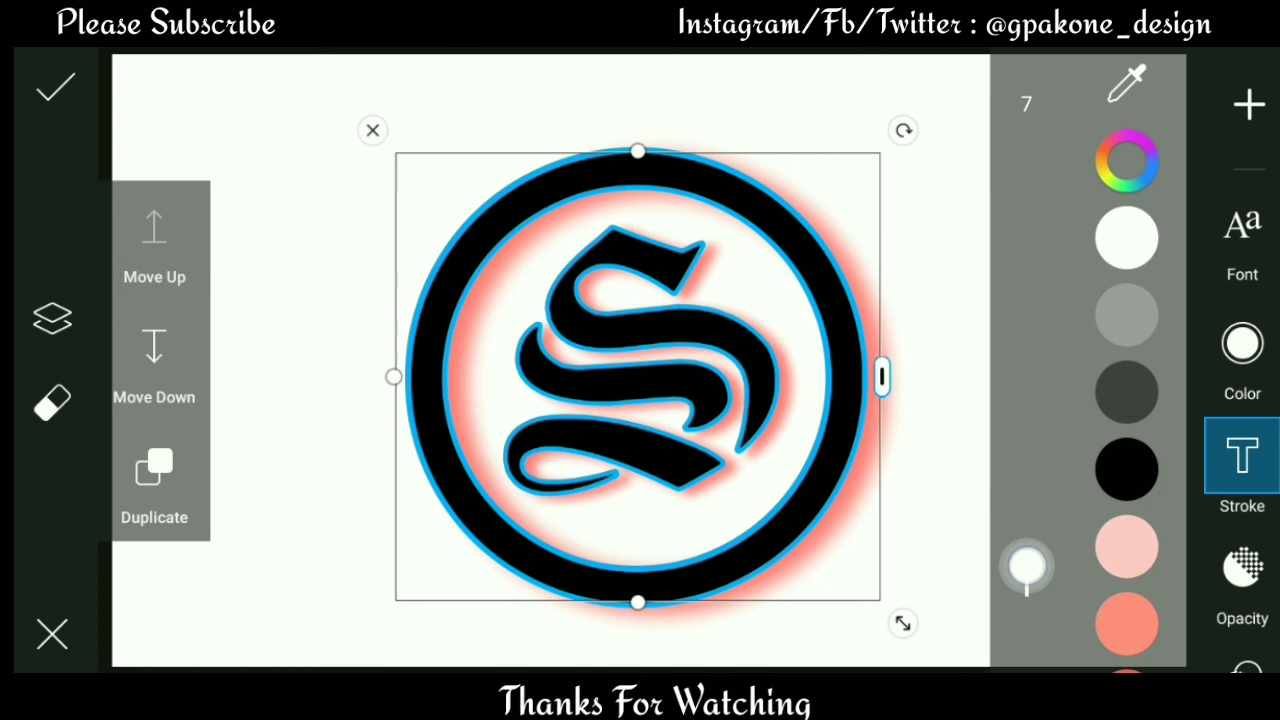 Please Subscribe
Instagram/Fb/Twitter : @gpakone_design
7
Move Up
Move Down
Duplicate
S
Aa
Font
Color
T
Stroke
Opacity
Thanks For Watching